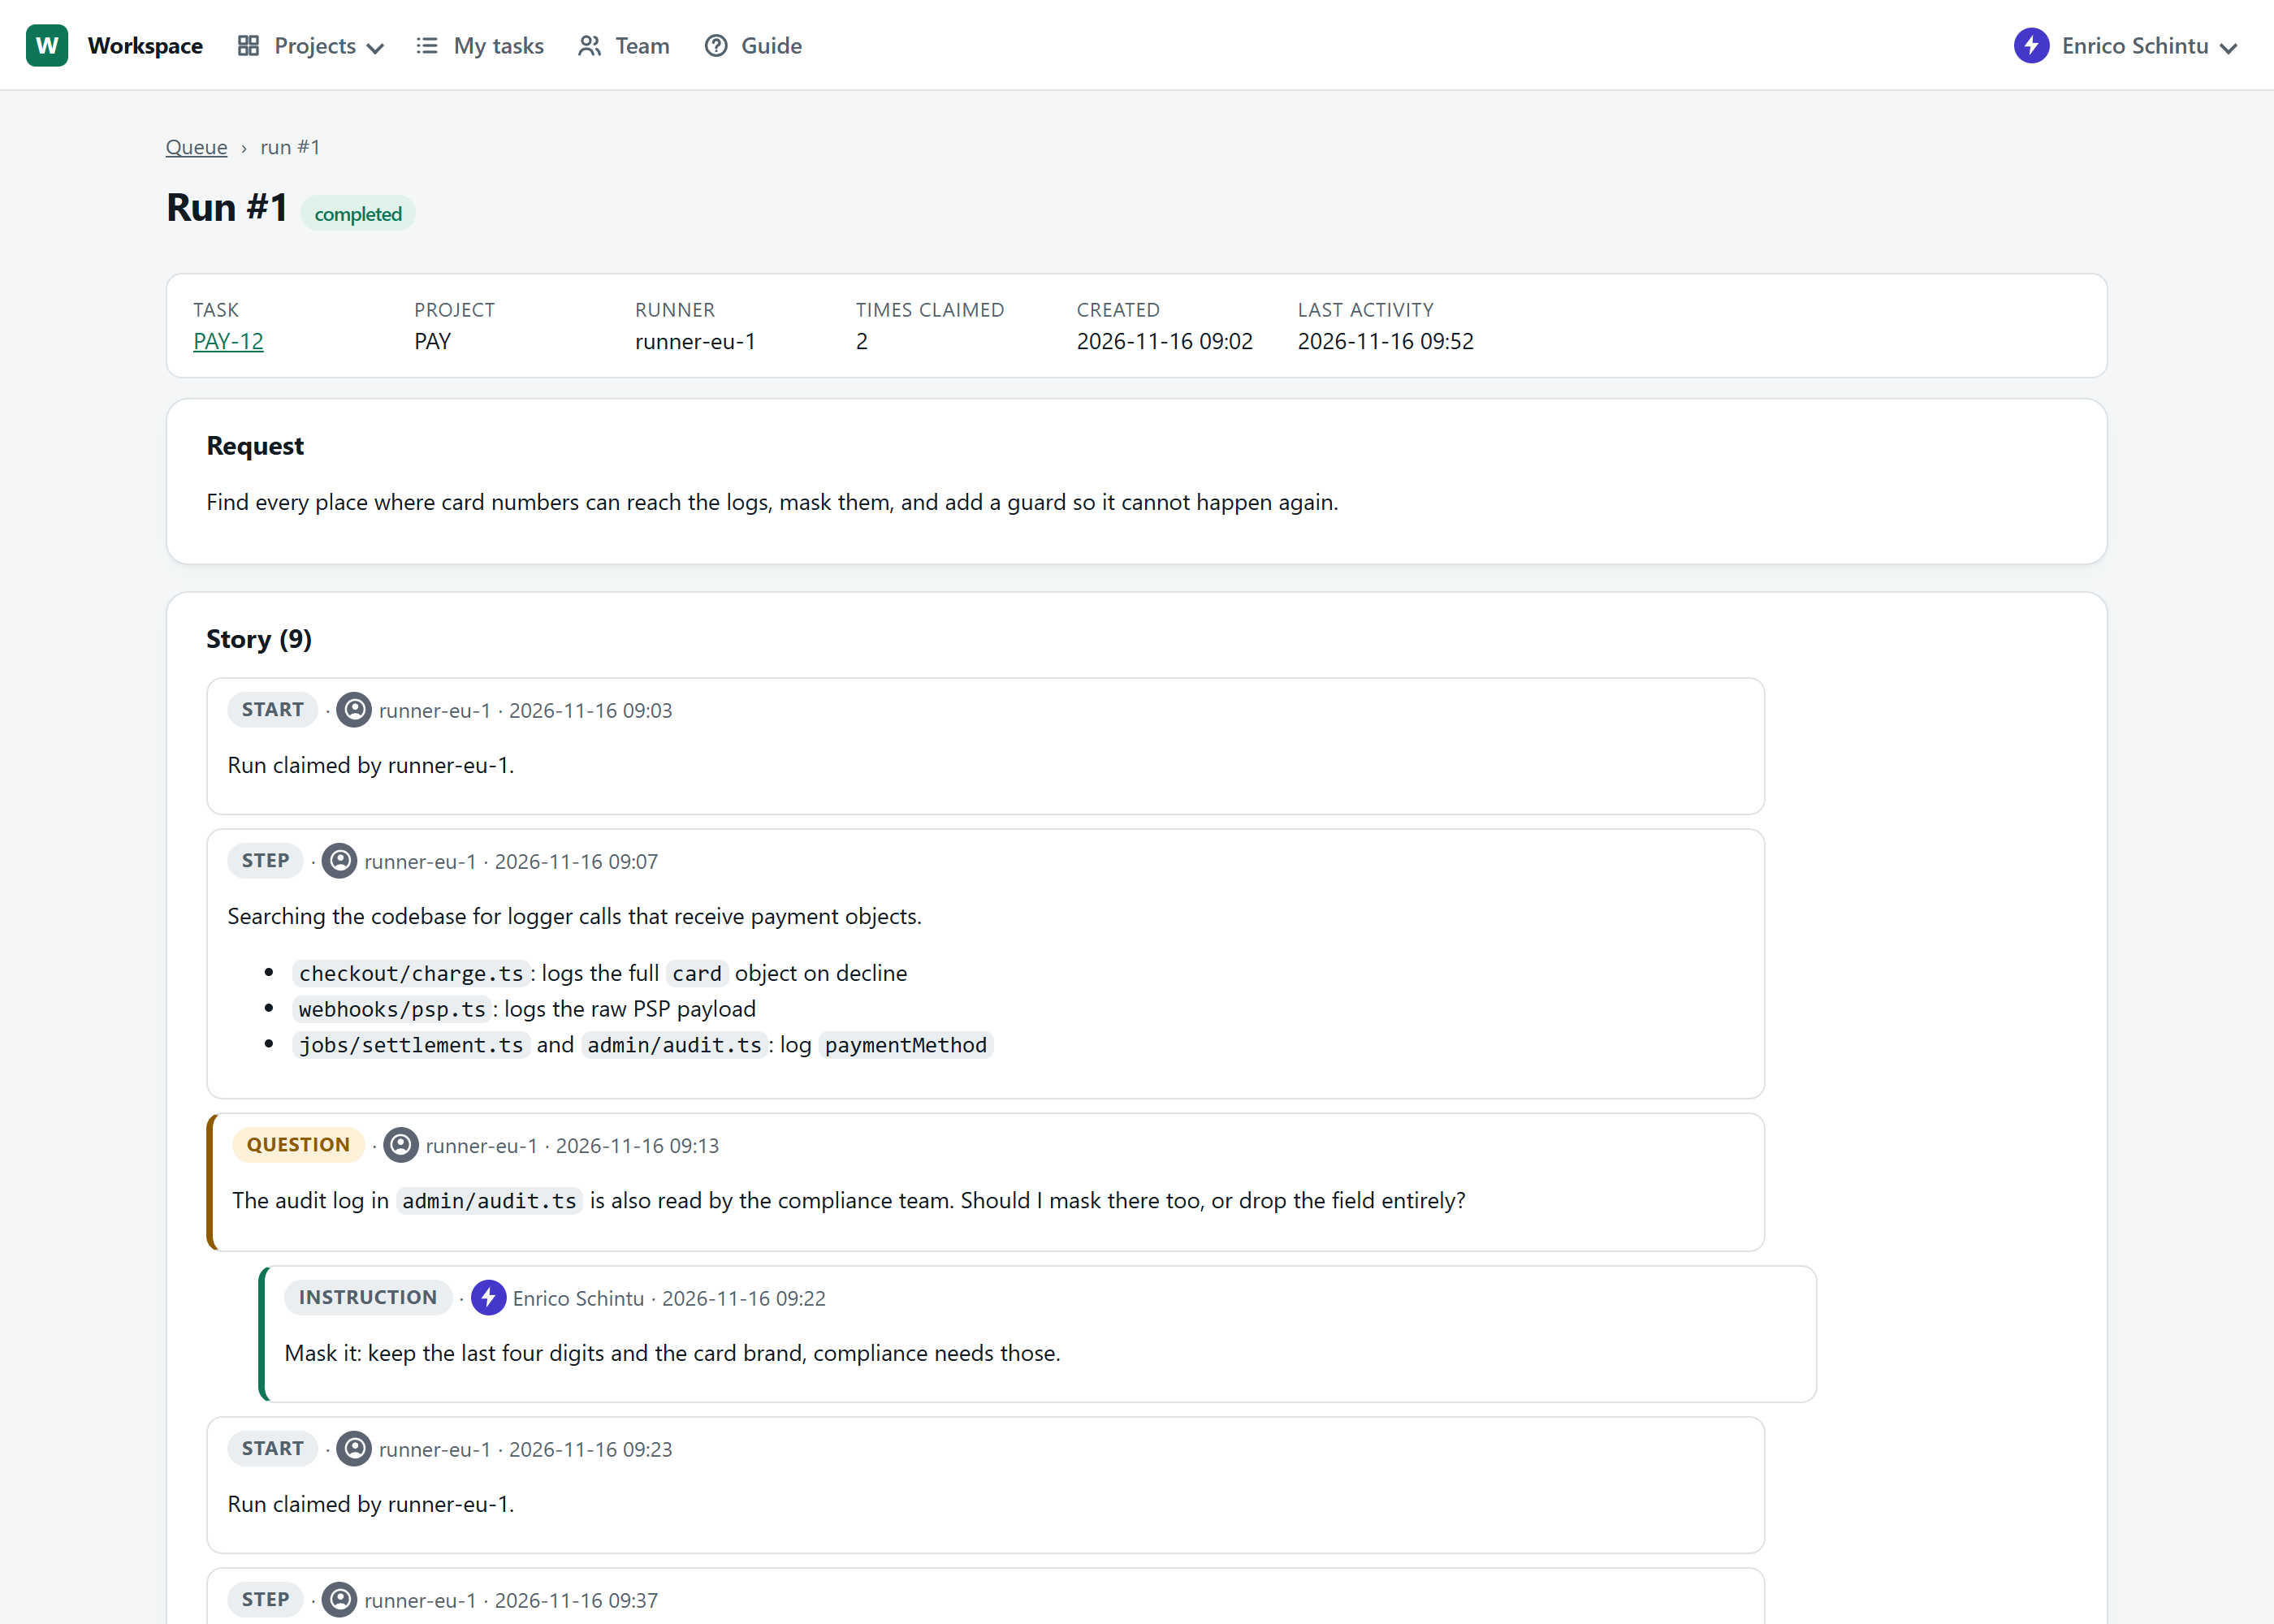 W Workspace Projects My tasks Team Guide Enrico Schintu
Queue › run #1
Run #1 completed
TASK PROJECT RUNNER TIMES CLAIMED CREATED LAST ACTIVITY
PAY-12 PAY runner-eu-1 2 2026-11-16 09:02 2026-11-16 09:52
Request
Find every place where card numbers can reach the logs, mask them, and add a guard so it cannot happen again.
Story (9)
START · runner-eu-1 · 2026-11-16 09:03
Run claimed by runner-eu-1.
STEP · runner-eu-1 · 2026-11-16 09:07
Searching the codebase for logger calls that receive payment objects.
• checkout/charge.ts: logs the full card object on decline
• webhooks/psp.ts: logs the raw PSP payload
• jobs/settlement.ts and admin/audit.ts: log paymentMethod
QUESTION · runner-eu-1 · 2026-11-16 09:13
The audit log in admin/audit.ts is also read by the compliance team. Should I mask there too, or drop the field entirely?
INSTRUCTION · Enrico Schintu · 2026-11-16 09:22
Mask it: keep the last four digits and the card brand, compliance needs those.
START · runner-eu-1 · 2026-11-16 09:23
Run claimed by runner-eu-1.
STEP · runner-eu-1 · 2026-11-16 09:37